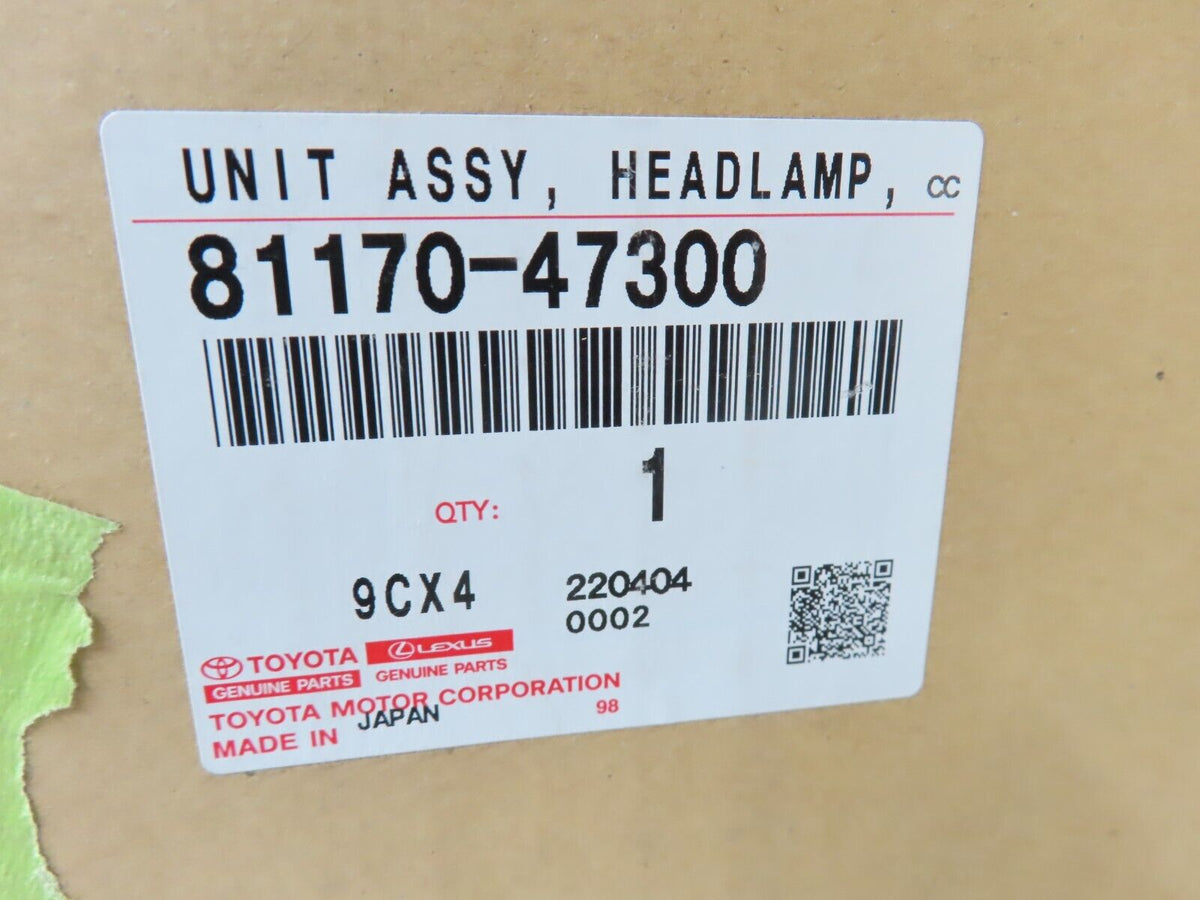 UNIT ASSY, HEADLAMP, CC
81170-47300
QTY: 1
9CX4 220404
0002
TOYOTA LEXUS
GENUINE PARTS GENUINE PARTS
TOYOTA MOTOR CORPORATION
MADE IN JAPAN 98